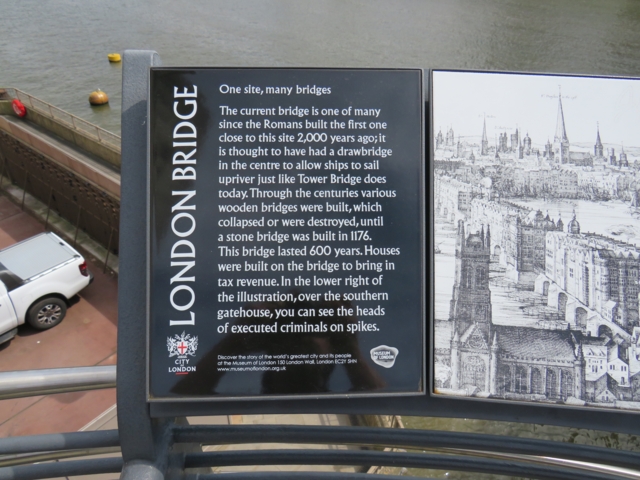 LONDON BRIDGE
One site, many bridges
The current bridge is one of many
since the Romans built the first one
close to this site 2,000 years ago; it
is thought to have had a drawbridge
in the centre to allow ships to sail
upriver just like Tower Bridge does
today. Through the centuries various
wooden bridges were built, which
collapsed or were destroyed, until
a stone bridge was built in 1176.
This bridge lasted 600 years. Houses
were built on the bridge to bring in
tax revenue. In the lower right of
the illustration, over the southern
gatehouse, you can see the heads
of executed criminals on spikes.
CITY
OF
LONDON
Discover the story of the world's greatest city and its people
at the Museum of London 150 London Wall, London EC2Y 5HN
www.museumoflondon.org.uk
MUSEUM
OF LONDON